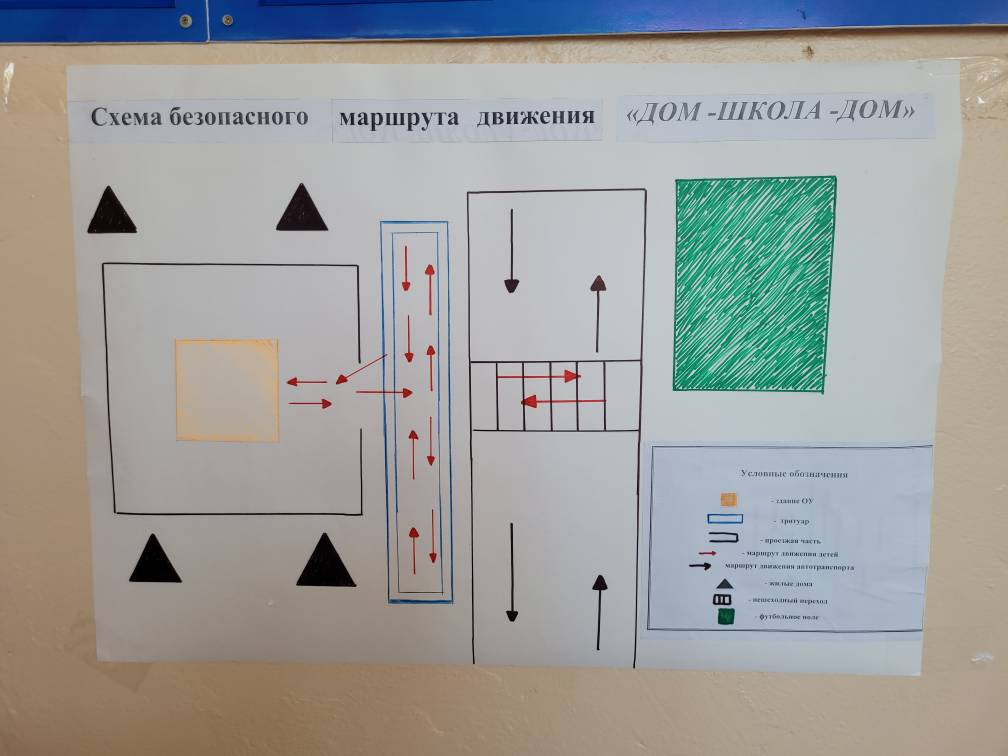 Схема безопасного маршрута движения «ДОМ -ШКОЛА -ДОМ»
Условные обозначения
- здание ОУ
- тротуар
- проезжая часть
- маршрут движения детей
маршрут движения автотранспорта
- жилые дома
- пешеходный переход
- футбольное поле